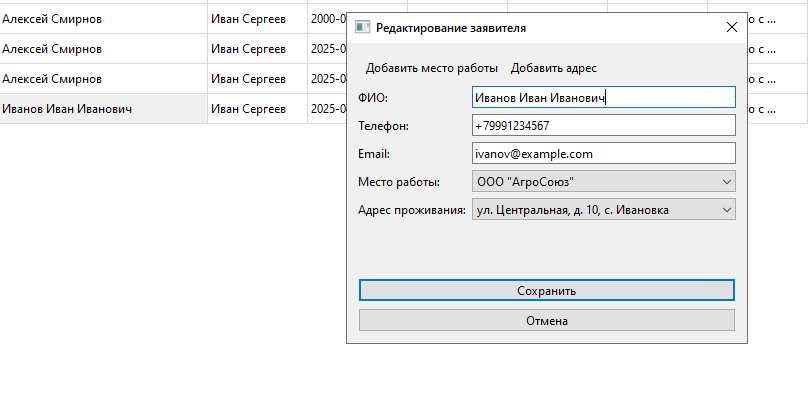 Алексей Смирнов Иван Сергеев 2000-0
Редактирование заявителя
Алексей Смирнов Иван Сергеев 2025-0 о с ...
Алексей Смирнов Иван Сергеев 2025-0 о с ...
Иванов Иван Иванович Иван Сергеев 2025-0 о с ...
Добавить место работы Добавить адрес
ФИО: Иванов Иван Иванович
Телефон: +79991234567
Email: ivanov@example.com
Место работы: ООО "АгроСоюз"
Адрес проживания: ул. Центральная, д. 10, с. Ивановка
Сохранить
Отмена